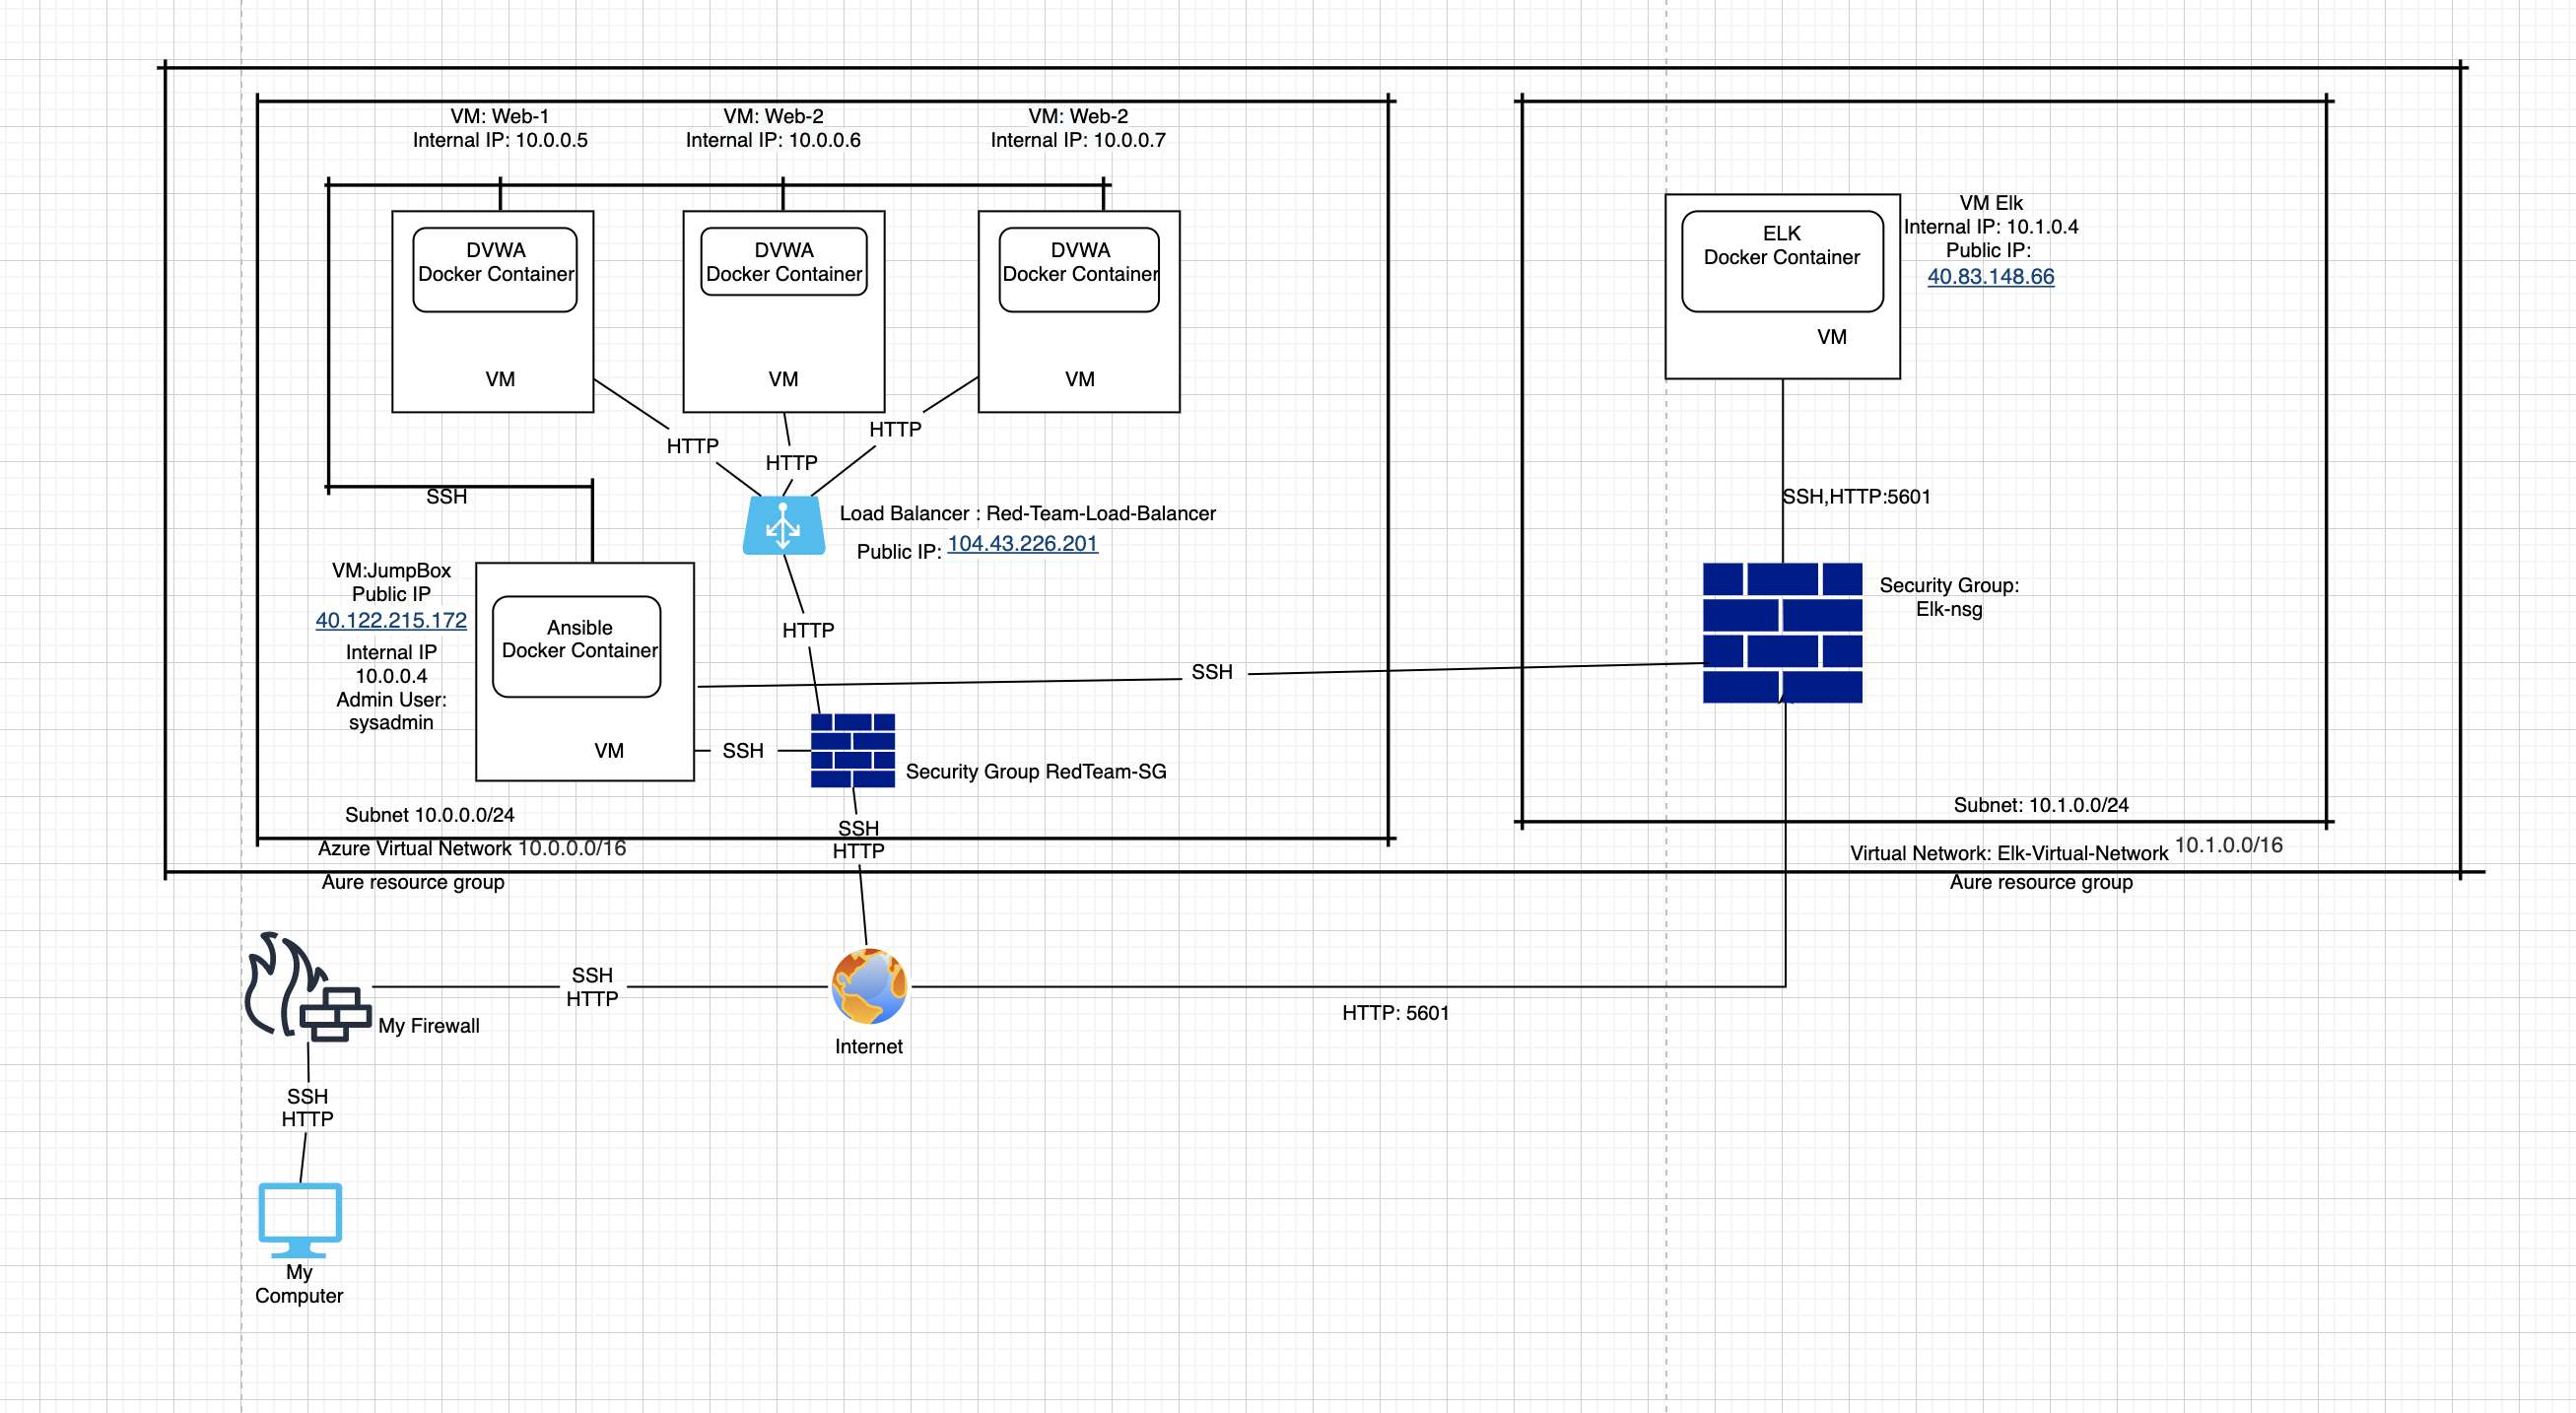 VM: Web-1
Internal IP: 10.0.0.5
VM: Web-2
Internal IP: 10.0.0.6
VM: Web-2
Internal IP: 10.0.0.7
DVWA
Docker Container
VM
DVWA
Docker Container
VM
DVWA
Docker Container
VM
HTTP
HTTP
HTTP
SSH
Load Balancer : Red-Team-Load-Balancer
Public IP: 104.43.226.201
HTTP
VM:JumpBox
Public IP
40.122.215.172
Internal IP
10.0.0.4
Admin User:
sysadmin
Ansible
Docker Container
VM
SSH
SSH
Security Group RedTeam-SG
Subnet 10.0.0.0/24
Azure Virtual Network 10.0.0.0/16
Aure resource group
SSH
HTTP
ELK
Docker Container
VM
VM Elk
Internal IP: 10.1.0.4
Public IP:
40.83.148.66
SSH,HTTP:5601
Security Group:
Elk-nsg
Subnet: 10.1.0.0/24
Virtual Network: Elk-Virtual-Network 10.1.0.0/16
Aure resource group
My Firewall
SSH
HTTP
Internet
HTTP: 5601
SSH
HTTP
My
Computer